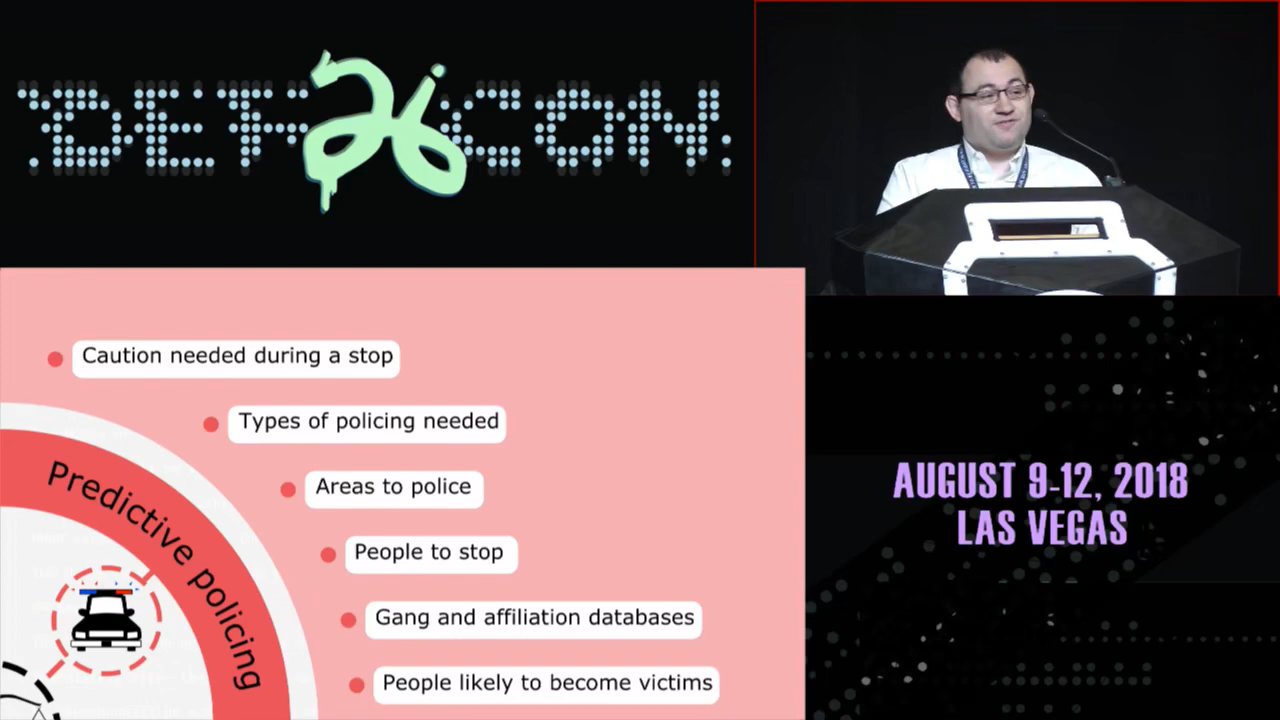 DEF 26 CON
Caution needed during a stop
Types of policing needed
Areas to police
People to stop
Gang and affiliation databases
People likely to become victims
Predictive policing
AUGUST 9-12, 2018
LAS VEGAS